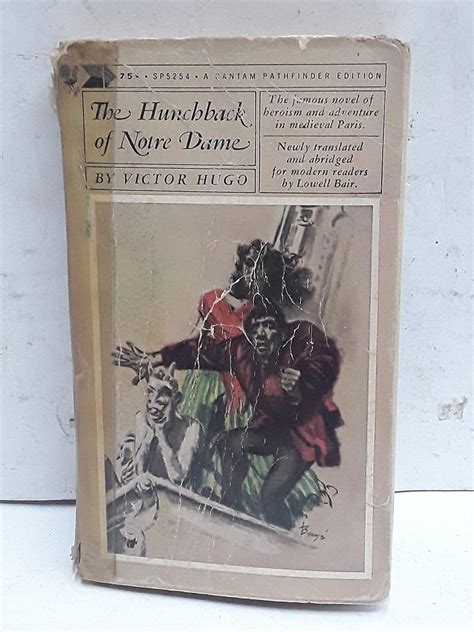 75¢ • SP5254 • A BANTAM PATHFINDER EDITION
The Hunchback
of Notre Dame
BY VICTOR HUGO
The famous novel of
heroism and adventure
in medieval Paris.
Newly translated
and abridged
for modern readers
by Lowell Bair.